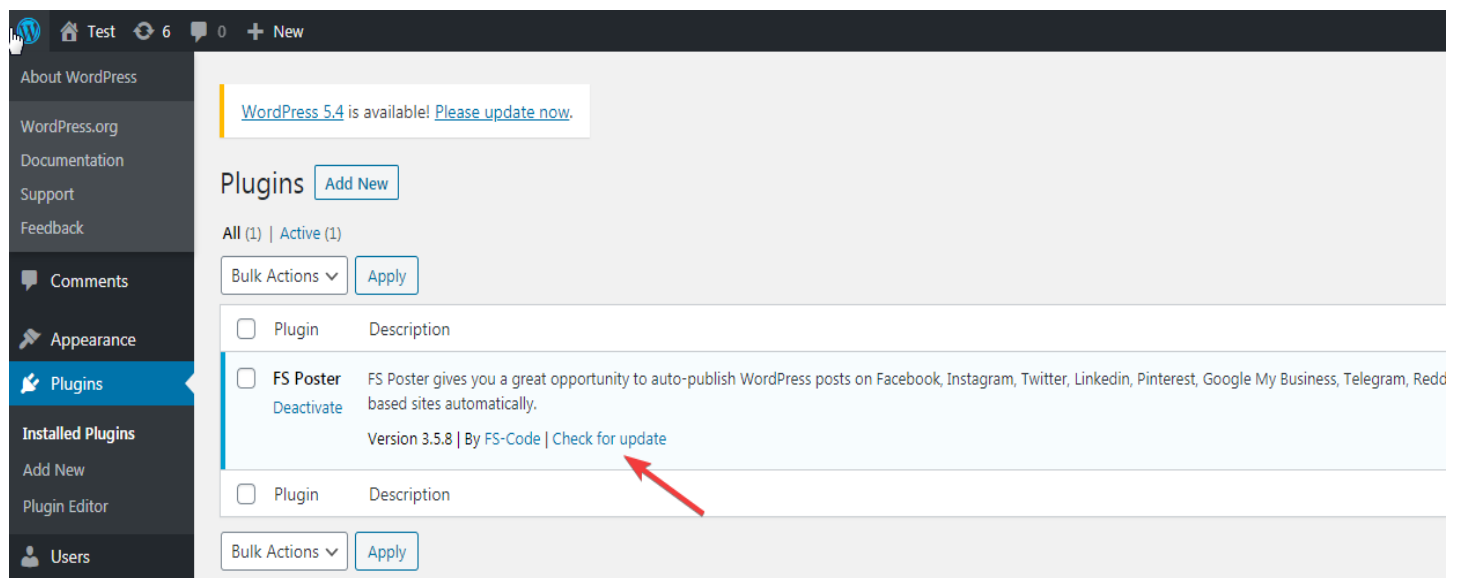 Test 6 0 New
About WordPress
WordPress.org
Documentation
Support
Feedback
Comments
Appearance
Plugins
Installed Plugins
Add New
Plugin Editor
Users
WordPress 5.4 is available! Please update now.
Plugins Add New
All (1) | Active (1)
Bulk Actions Apply
Plugin Description
FS Poster FS Poster gives you a great opportunity to auto-publish WordPress posts on Facebook, Instagram, Twitter, Linkedin, Pinterest, Google My Business, Telegram, Redd
Deactivate based sites automatically.
Version 3.5.8 | By FS-Code | Check for update
Plugin Description
Bulk Actions Apply